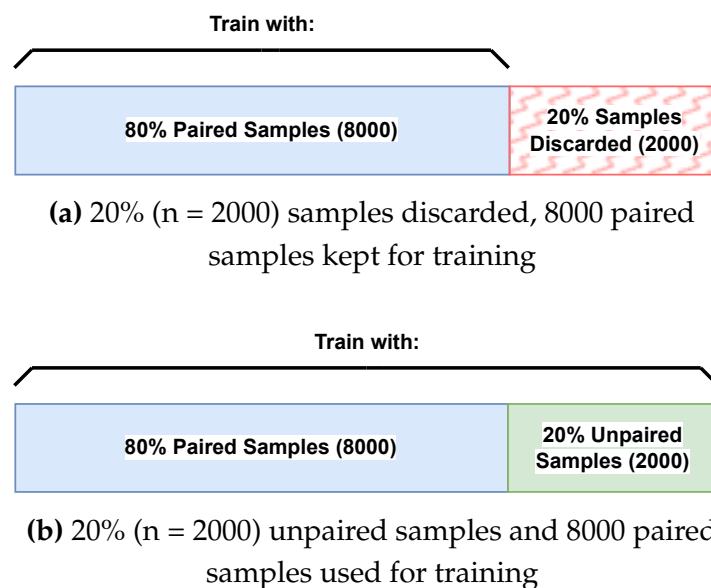 Train with:
80% Paired Samples (8000)
20% Samples
Discarded (2000)
(a) 20% (n = 2000) samples discarded, 8000 paired
samples kept for training
Train with:
80% Paired Samples (8000)
20% Unpaired
Samples (2000)
(b) 20% (n = 2000) unpaired samples and 8000 paired
samples used for training